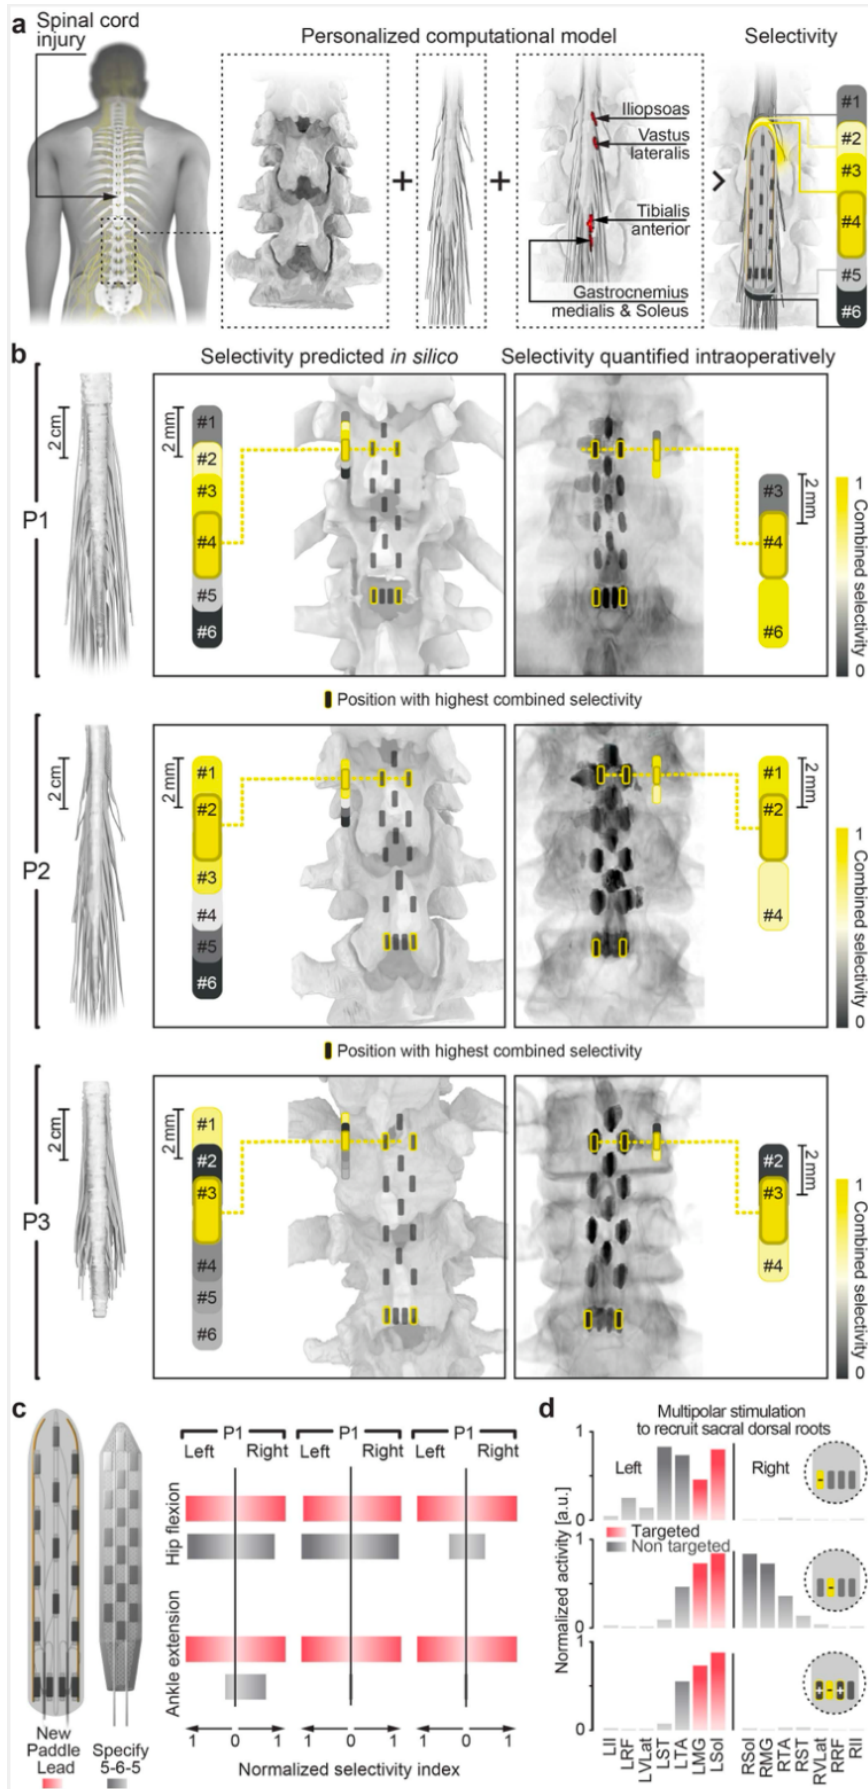 a
Spinal cord
injury
Personalized computational model
Selectivity
Iliopsoas
Vastus
lateralis
Tibialis
anterior
Gastrocnemius
medialis & Soleus
+
+
>
#1
#2
#3
#4
#5
#6
b
Selectivity predicted in silico
Selectivity quantified intraoperatively
P1
2 cm
2 mm
#1
#2
#3
#4
#5
#6
2 mm
#3
#4
#6
1
Combined selectivity
0
Position with highest combined selectivity
P2
2 cm
2 mm
#1
#2
#3
#4
#5
#6
2 mm
#1
#2
#4
1
Combined selectivity
0
Position with highest combined selectivity
P3
2 cm
2 mm
#1
#2
#3
#4
#5
#6
2 mm
#2
#3
#4
1
Combined selectivity
0
c
New
Paddle
Lead
Specify
5-6-5
P1
Left Right
P1
Left Right
P1
Left Right
Hip flexion
Ankle extension
1 0 1 1 0 1 1 0 1
Normalized selectivity index
d
Multipolar stimulation
to recruit sacral dorsal roots
Normalized activity [a.u.]
1
Left
Right
0
Targeted
Non targeted
1
0
1
0
LIl
LRF
LVLat
LST
LTA
LMG
LSol
RSol
RMG
RTA
RST
RVLat
RRF
RIl